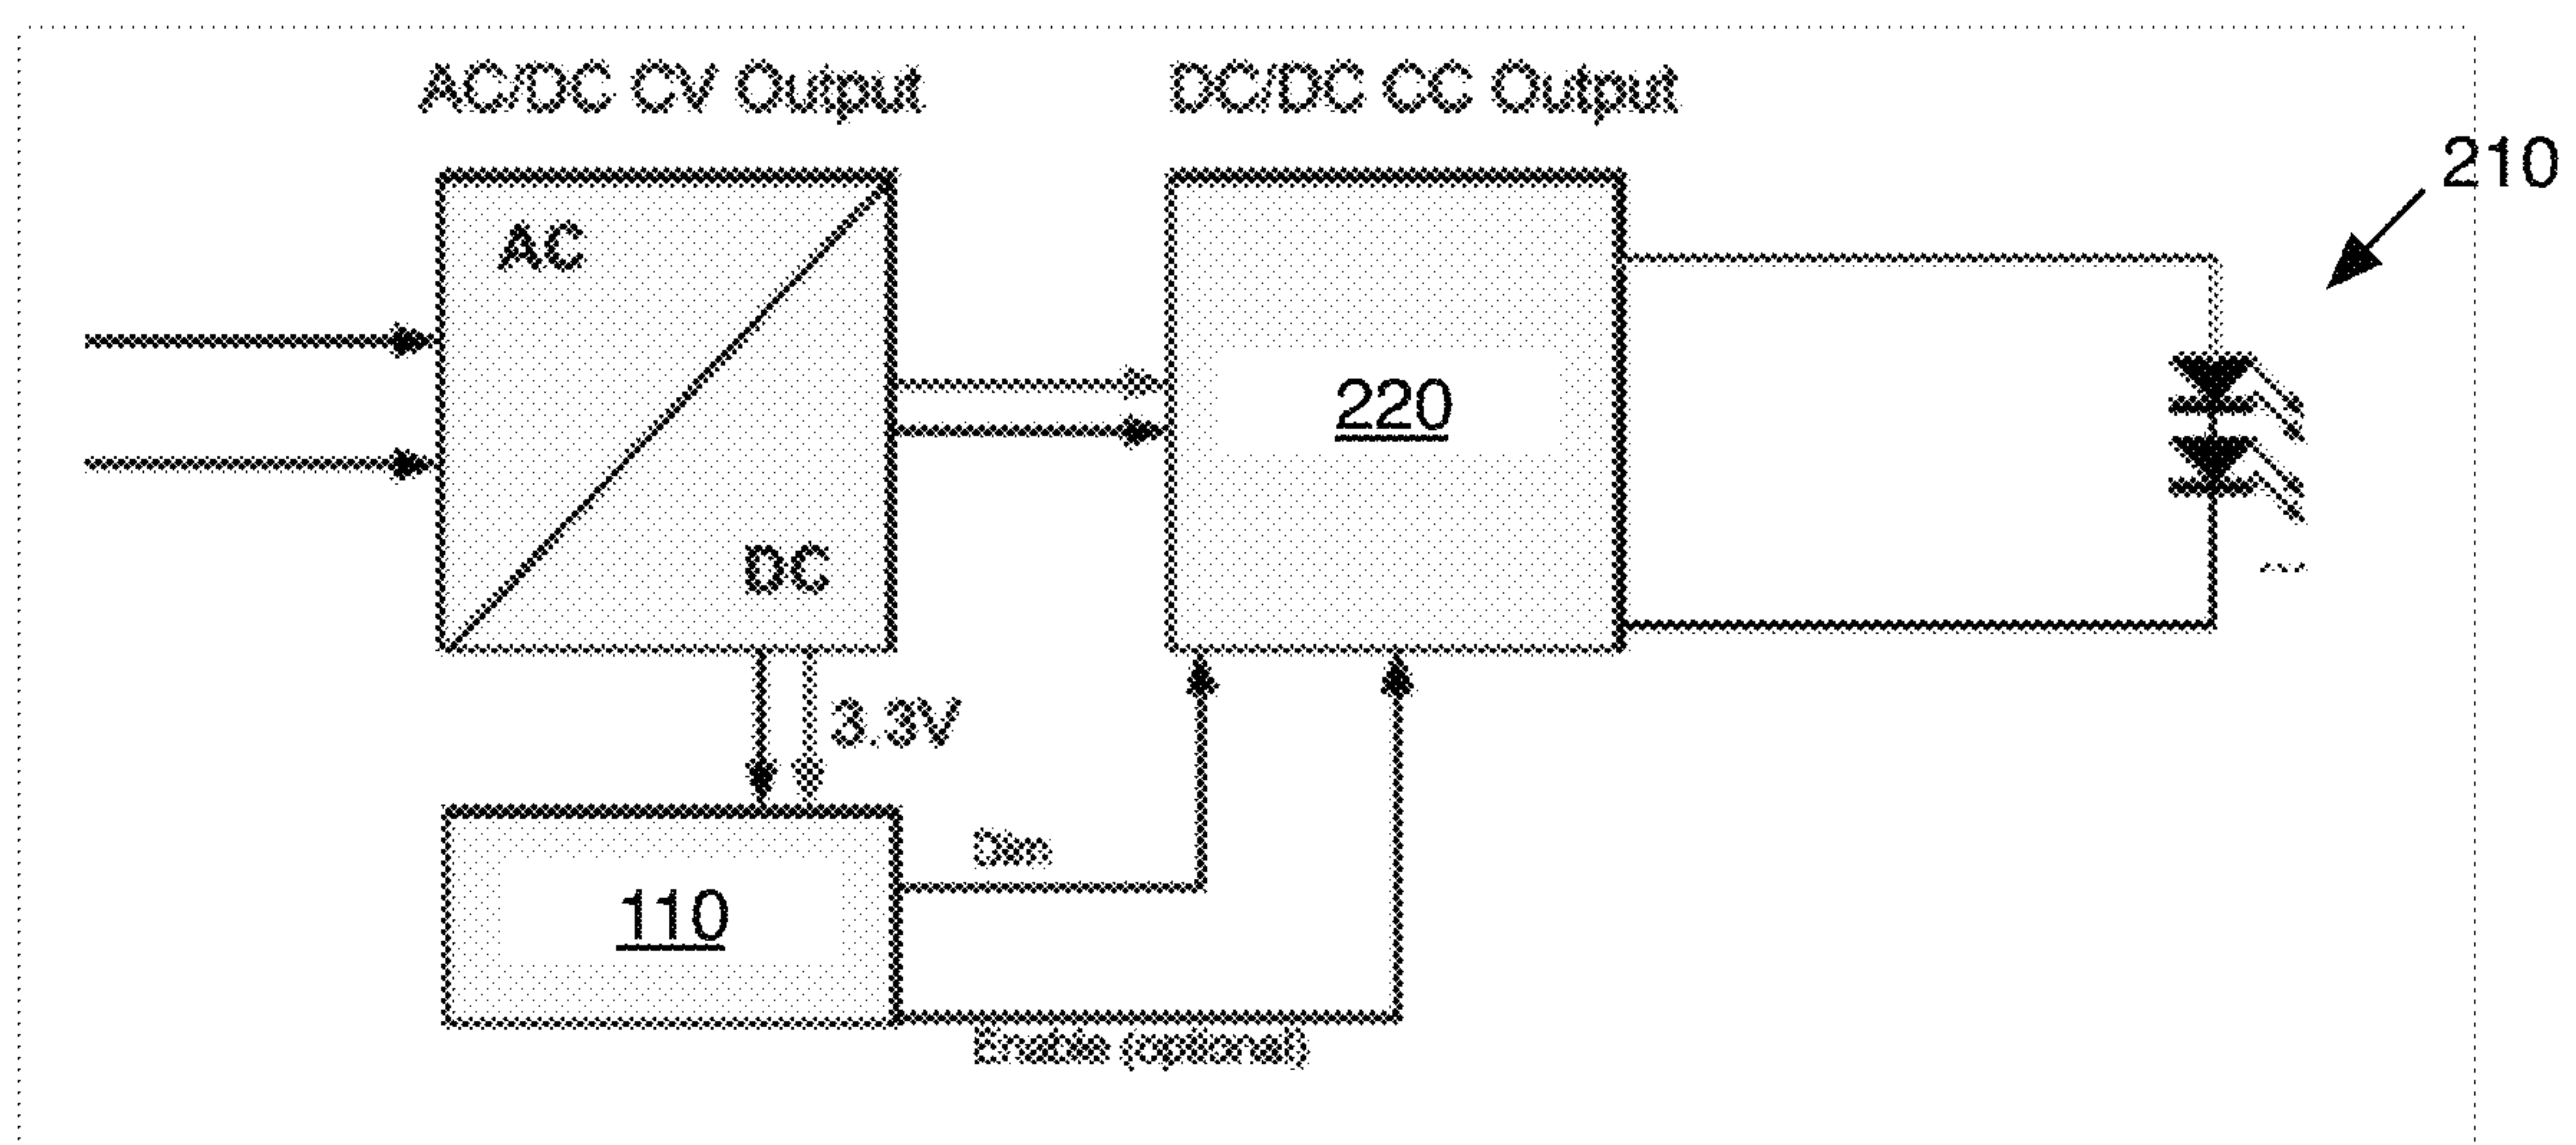 AC/DC CV Output
DC/DC CC Output
210
AC
220
DC
3.3V
Dim
110
Enable (optional)